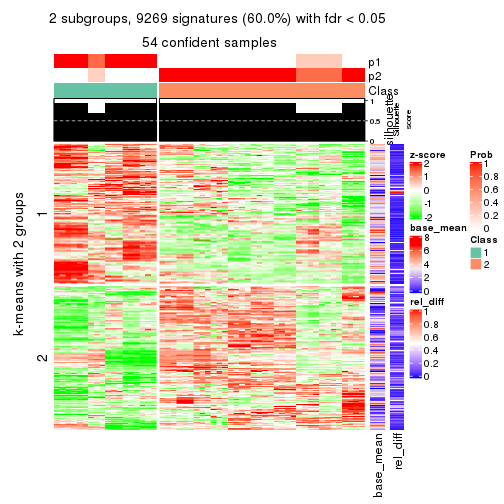 2 subgroups, 9269 signatures (60.0%) with fdr < 0.05
54 confident samples
p1
p2
Class
1
0.5
0
silhouette
Silhouette
score
k-means with 2 groups
1
2
base_mean
rel_diff
z-score
2
1
0
-1
-2
base_mean
8
6
4
2
0
rel_diff
1
0.8
0.6
0.4
0.2
0
Prob
1
0.8
0.6
0.4
0.2
0
Class
1
2